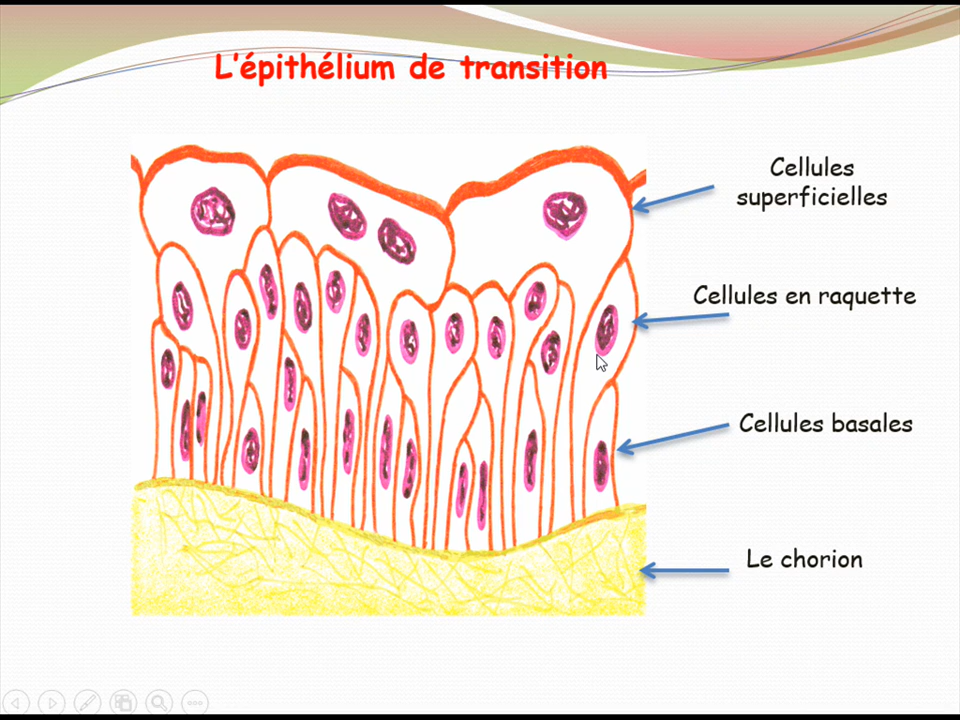 L'épithélium de transition
Cellules
superficielles
Cellules en raquette
Cellules basales
Le chorion